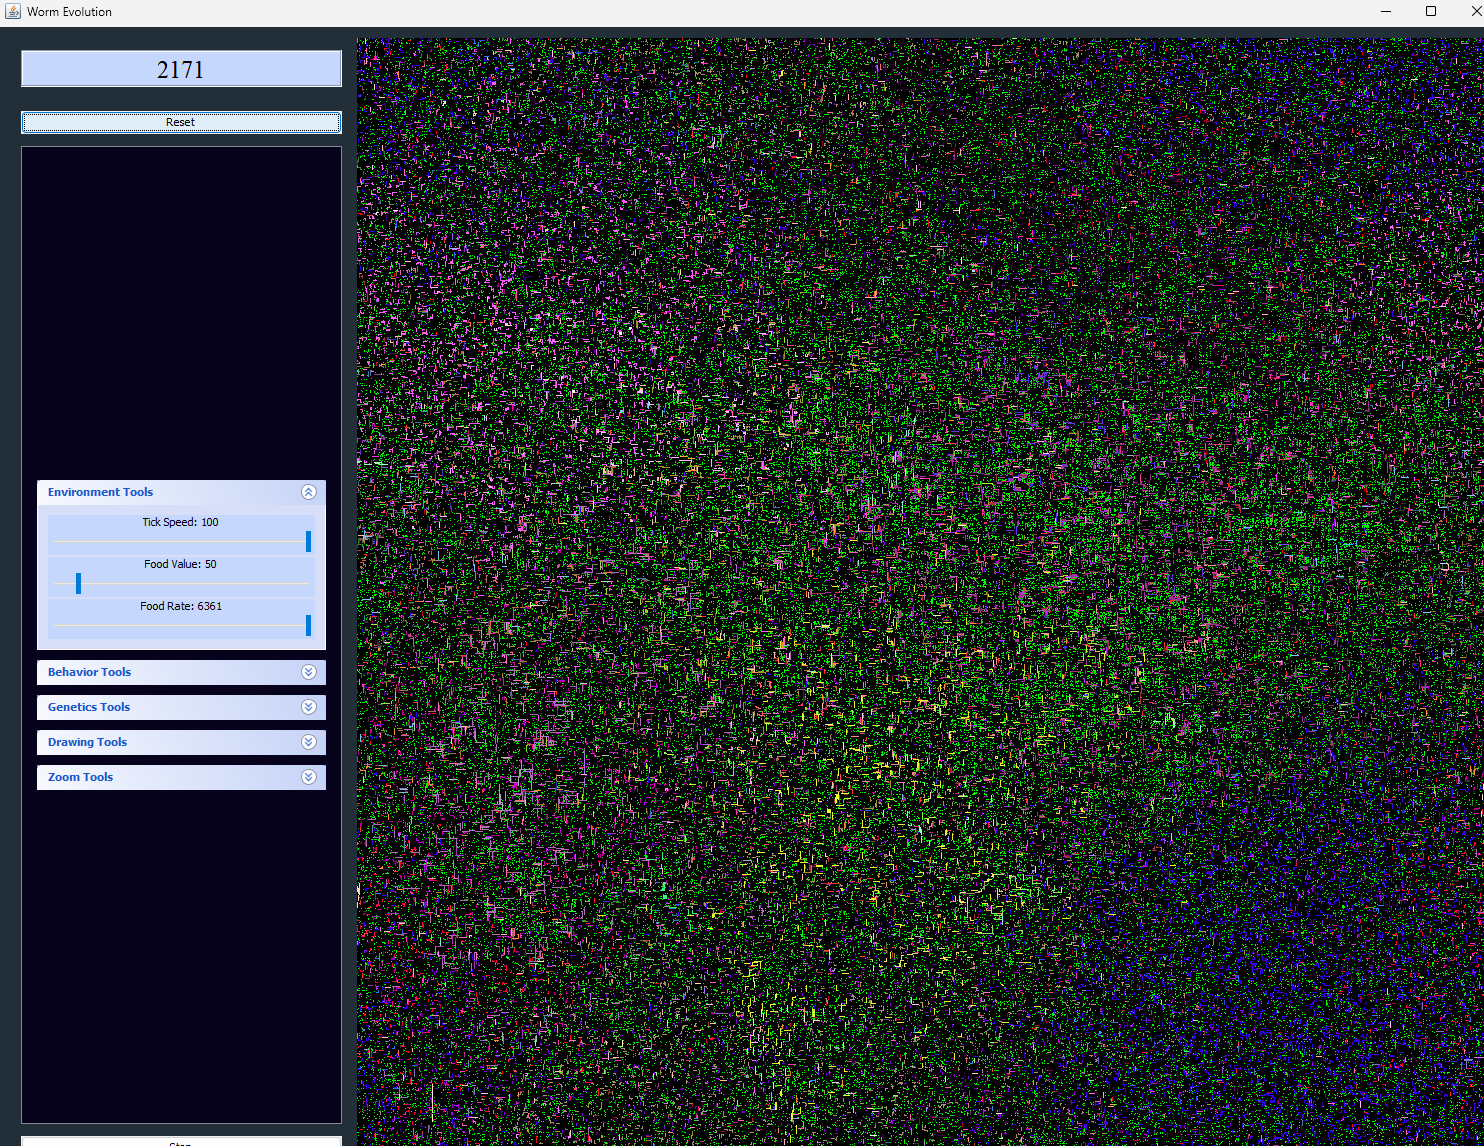 Worm Evolution
2171
Reset
Environment Tools
Tick Speed: 100
Food Value: 50
Food Rate: 6361
Behavior Tools
Genetics Tools
Drawing Tools
Zoom Tools